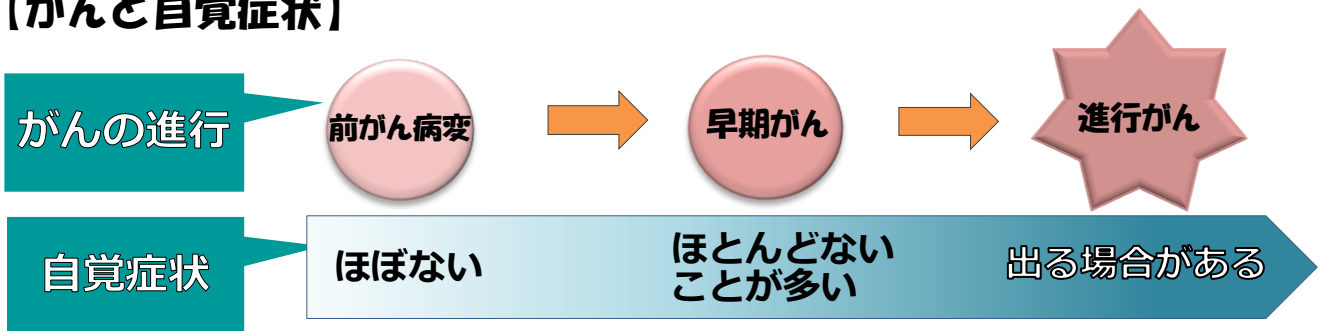 【がんと自覚症状】
がんの進行
前がん病変
早期がん
進行がん
自覚症状
ほぼない
ほとんどない
ことが多い
出る場合がある